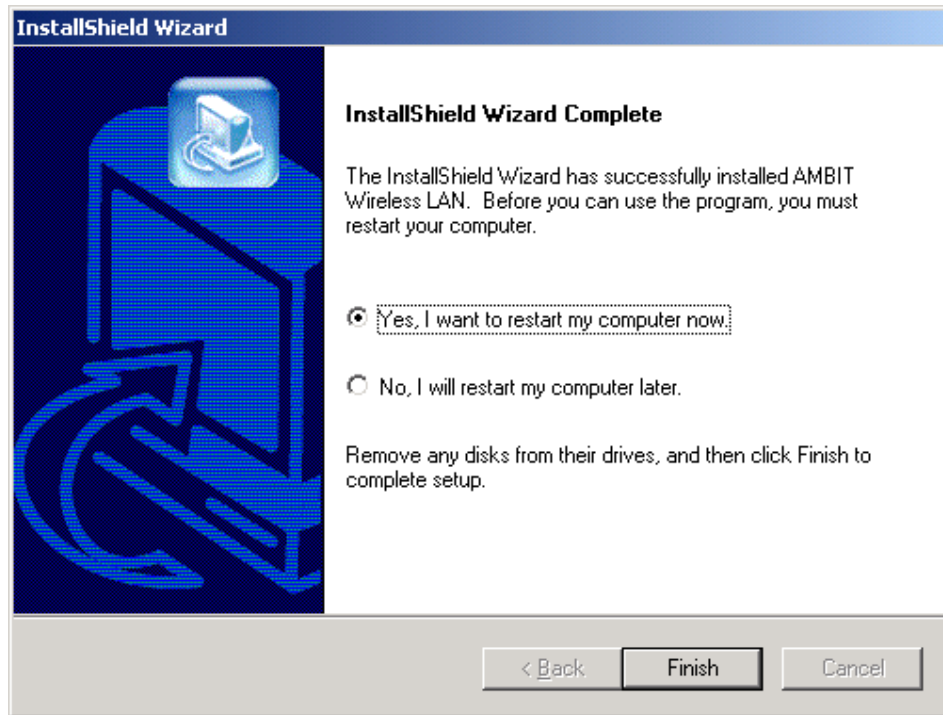 InstallShield Wizard
InstallShield Wizard Complete
The InstallShield Wizard has successfully installed AMBIT
Wireless LAN.  Before you can use the program, you must
restart your computer.
Yes, I want to restart my computer now.
No, I will restart my computer later.
Remove any disks from their drives, and then click Finish to
complete setup.
< Back
Finish
Cancel